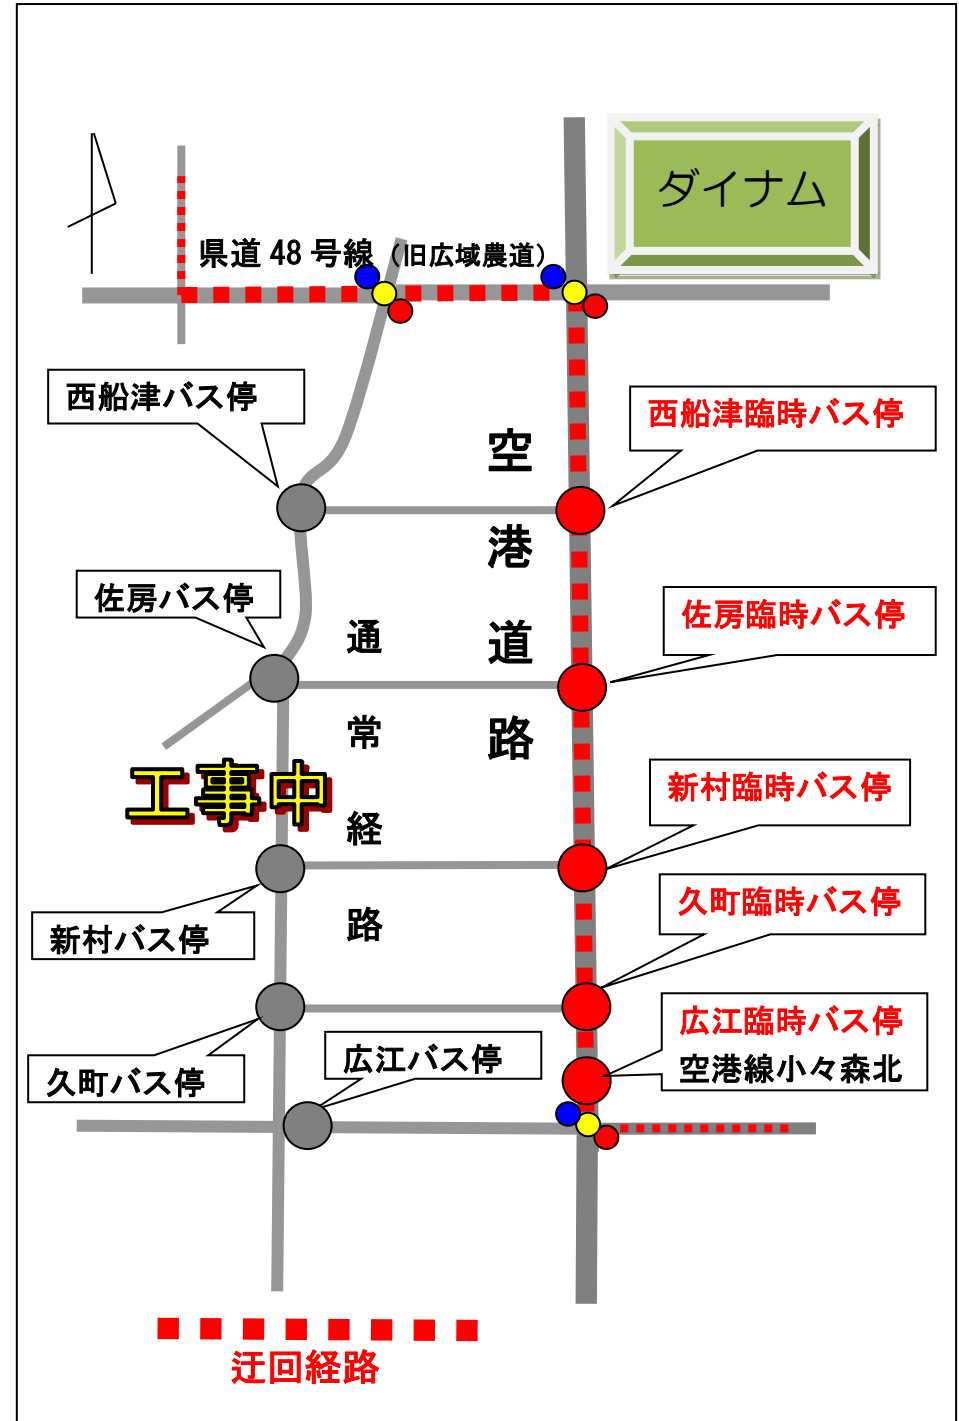 ダイナム
県道48号線（旧広域農道）
西船津バス停
西船津臨時バス停
空港道路
佐房バス停
佐房臨時バス停
通常経路
工事中
新村臨時バス停
久町臨時バス停
新村バス停
広江臨時バス停
空港線小々森北
広江バス停
久町バス停
迂回経路